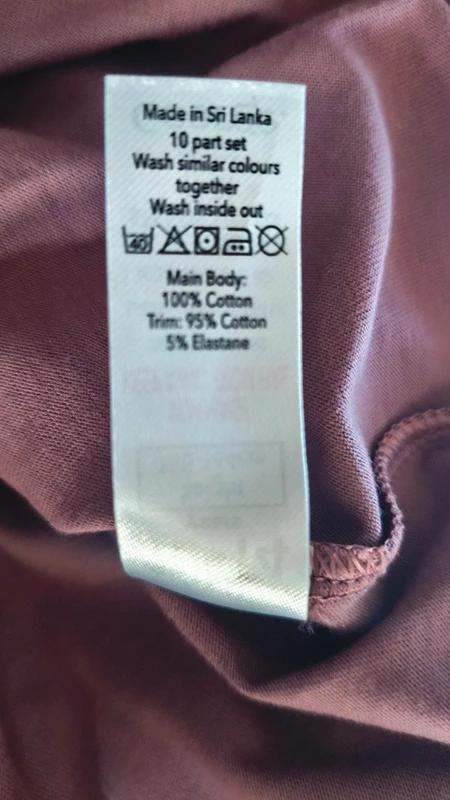 Made in Sri Lanka
10 part set
Wash similar colours
together
Wash inside out
40
Main Body:
100% Cotton
Trim: 95% Cotton
5% Elastane